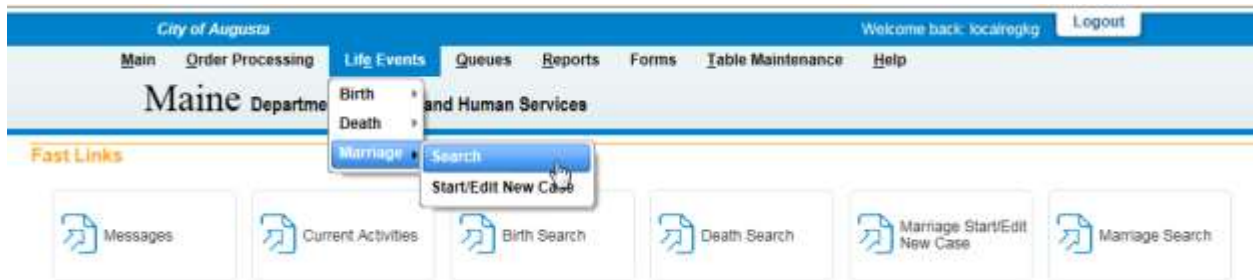 City of Augusta Welcome back: localregkg Logout
Main Order Processing Life Events Queues Reports Forms Table Maintenance Help
Maine Departme and Human Services
Birth
Death
Marriage Search
Start/Edit New Case
Fast Links
Messages Current Activities Birth Search Death Search Marriage Start/Edit New Case Marriage Search